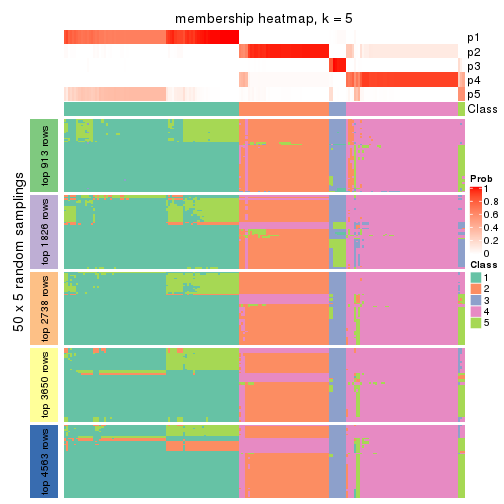 membership heatmap, k = 5
p1
p2
p3
p4
p5
Class
50 x 5 random samplings
top 913 rows
top 1826 rows
top 2738 rows
top 3650 rows
top 4563 rows
Prob
1
0.8
0.6
0.4
0.2
0
Class
1
2
3
4
5